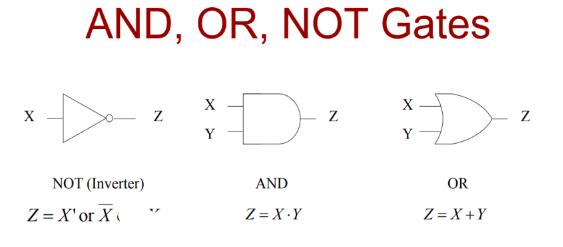 AND, OR, NOT Gates
X Z
X
Y
Z
X
Y
Z
NOT (Inverter) AND OR
Z = X' or X̅ Z = X · Y Z = X + Y